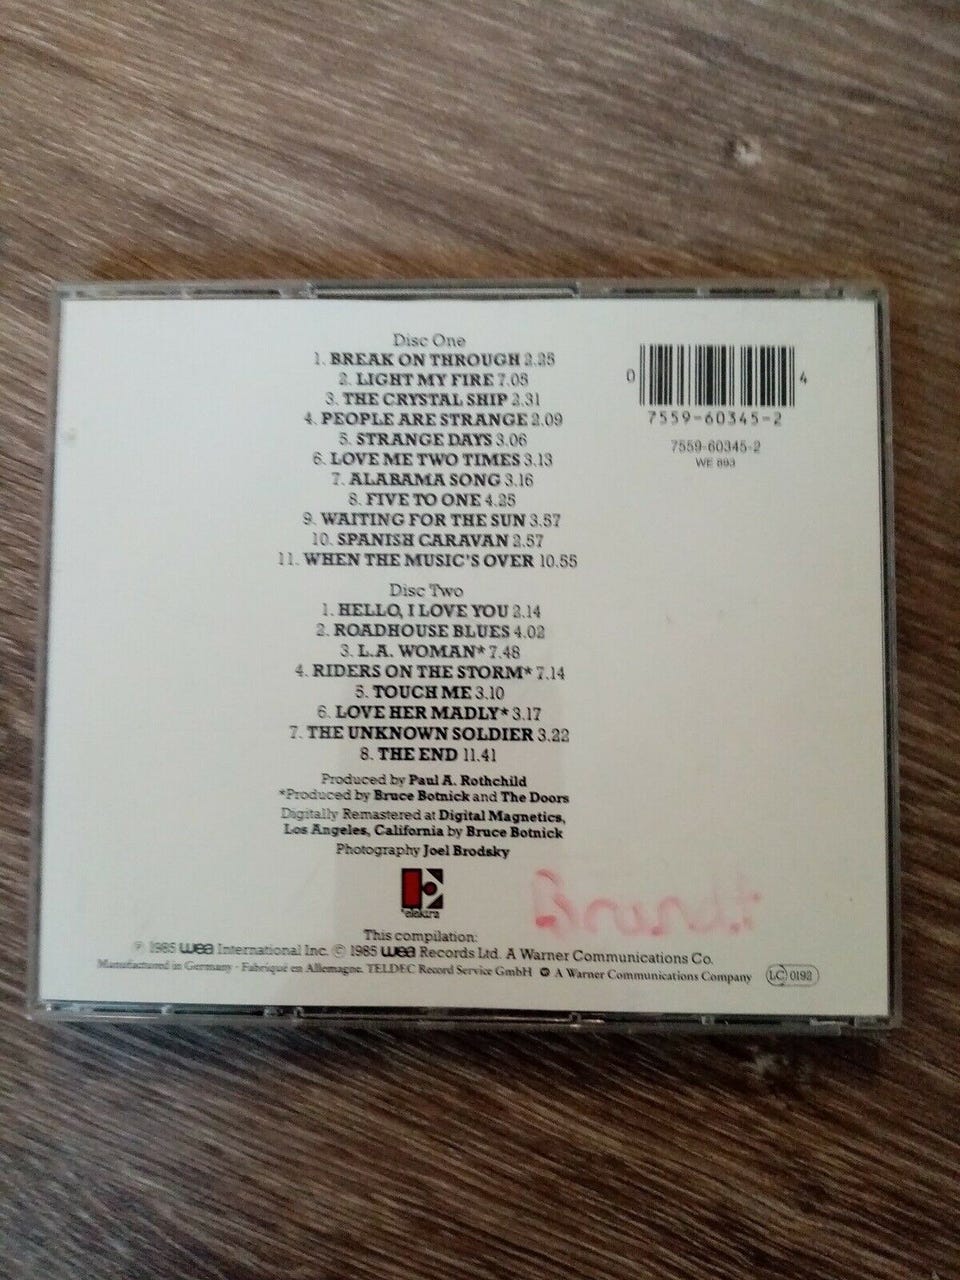 Disc One
1. BREAK ON THROUGH 2.25
2. LIGHT MY FIRE 7.05
3. THE CRYSTAL SHIP 2.31
4. PEOPLE ARE STRANGE 2.09
5. STRANGE DAYS 3.06
6. LOVE ME TWO TIMES 3.13
7. ALABAMA SONG 3.16
8. FIVE TO ONE 4.25
9. WAITING FOR THE SUN 3.57
10. SPANISH CARAVAN 2.57
11. WHEN THE MUSIC'S OVER 10.55
Disc Two
1. HELLO, I LOVE YOU 2.14
2. ROADHOUSE BLUES 4.02
3. L.A. WOMAN* 7.48
4. RIDERS ON THE STORM* 7.14
5. TOUCH ME 3.10
6. LOVE HER MADLY* 3.17
7. THE UNKNOWN SOLDIER 3.22
8. THE END 11.41
Produced by Paul A. Rothchild
*Produced by Bruce Botnick and The Doors
Digitally Remastered at Digital Magnetics,
Los Angeles, California by Bruce Botnick
Photography Joel Brodsky
elektra
This compilation:
℗ 1985 wea International Inc. © 1985 wea Records Ltd. A Warner Communications Co.
Manufactured in Germany · Fabriqué en Allemagne. TELDEC Record Service GmbH A Warner Communications Company
LC 0192
0 4
7559-60345-2
7559-60345-2
WE 893